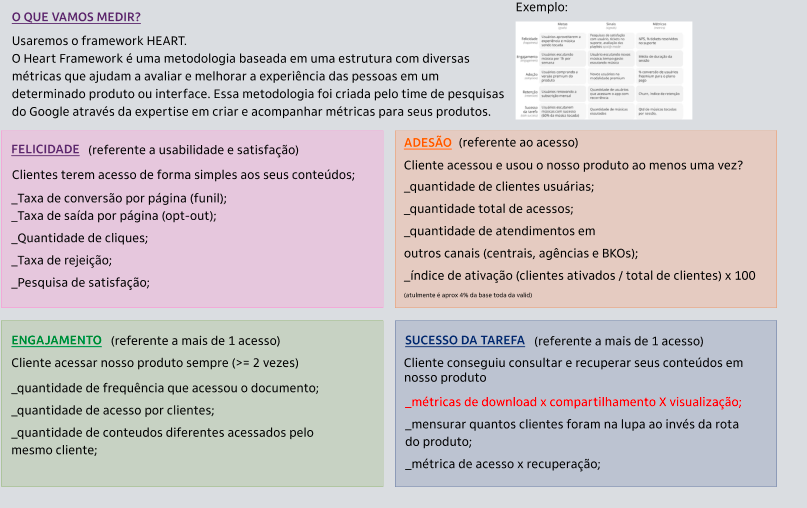 O QUE VAMOS MEDIR?
Usaremos o framework HEART.
O Heart Framework é uma metodologia baseada em uma estrutura com diversas
métricas que ajudam a avaliar e melhorar a experiência das pessoas em um
determinado produto ou interface. Essa metodologia foi criada pelo time de pesquisas
do Google através da expertise em criar e acompanhar métricas para seus produtos.
Exemplo:
FELICIDADE (referente a usabilidade e satisfação)
Clientes terem acesso de forma simples aos seus conteúdos;
_Taxa de conversão por página (funil);
_Taxa de saída por página (opt-out);
_Quantidade de cliques;
_Taxa de rejeição;
_Pesquisa de satisfação;
ADESÃO (referente ao acesso)
Cliente acessou e usou o nosso produto ao menos uma vez?
_quantidade de clientes usuárias;
_quantidade total de acessos;
_quantidade de atendimentos em
outros canais (centrais, agências e BKOs);
_índice de ativação (clientes ativados / total de clientes) x 100
(atulmente é aprox 4% da base toda da valid)
ENGAJAMENTO (referente a mais de 1 acesso)
Cliente acessar nosso produto sempre (>= 2 vezes)
_quantidade de frequência que acessou o documento;
_quantidade de acesso por clientes;
_quantidade de conteudos diferentes acessados pelo
mesmo cliente;
SUCESSO DA TAREFA (referente a mais de 1 acesso)
Cliente conseguiu consultar e recuperar seus conteúdos em
nosso produto
_métricas de download x compartilhamento X visualização;
_mensurar quantos clientes foram na lupa ao invés da rota
do produto;
_métrica de acesso x recuperação;